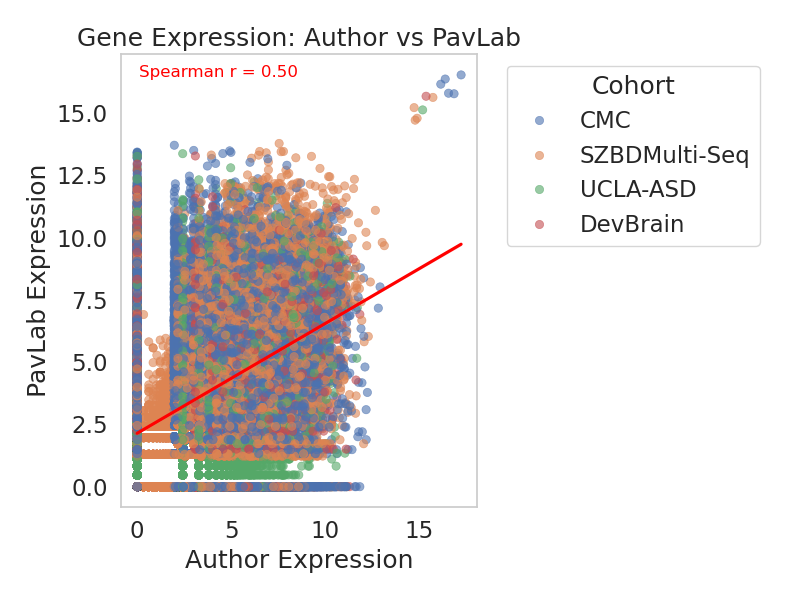 Gene Expression: Author vs PavLab
Spearman r = 0.50
Cohort
CMC
SZBDMulti-Seq
UCLA-ASD
DevBrain
PavLab Expression
15.0
12.5
10.0
7.5
5.0
2.5
0.0
0 5 10 15
Author Expression